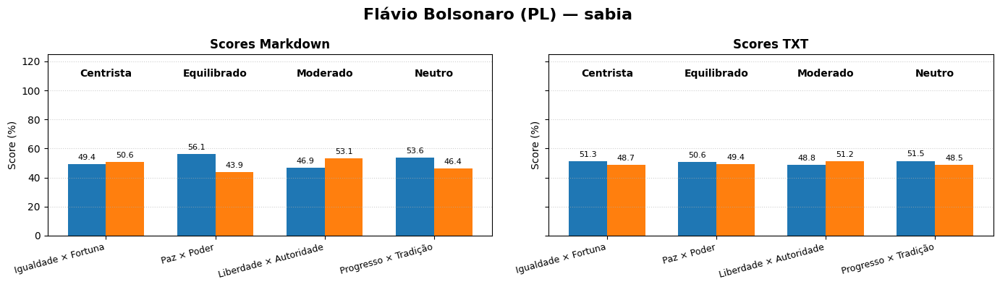 Flávio Bolsonaro (PL) — sabia
Scores Markdown
Score (%)
120
100
80
60
40
20
0
Centrista Equilibrado Moderado Neutro
49.4 50.6 56.1 43.9 46.9 53.1 53.6 46.4
Igualdade × Fortuna Paz × Poder Liberdade × Autoridade Progresso × Tradição
Scores TXT
Score (%)
Centrista Equilibrado Moderado Neutro
51.3 48.7 50.6 49.4 48.8 51.2 51.5 48.5
Igualdade × Fortuna Paz × Poder Liberdade × Autoridade Progresso × Tradição